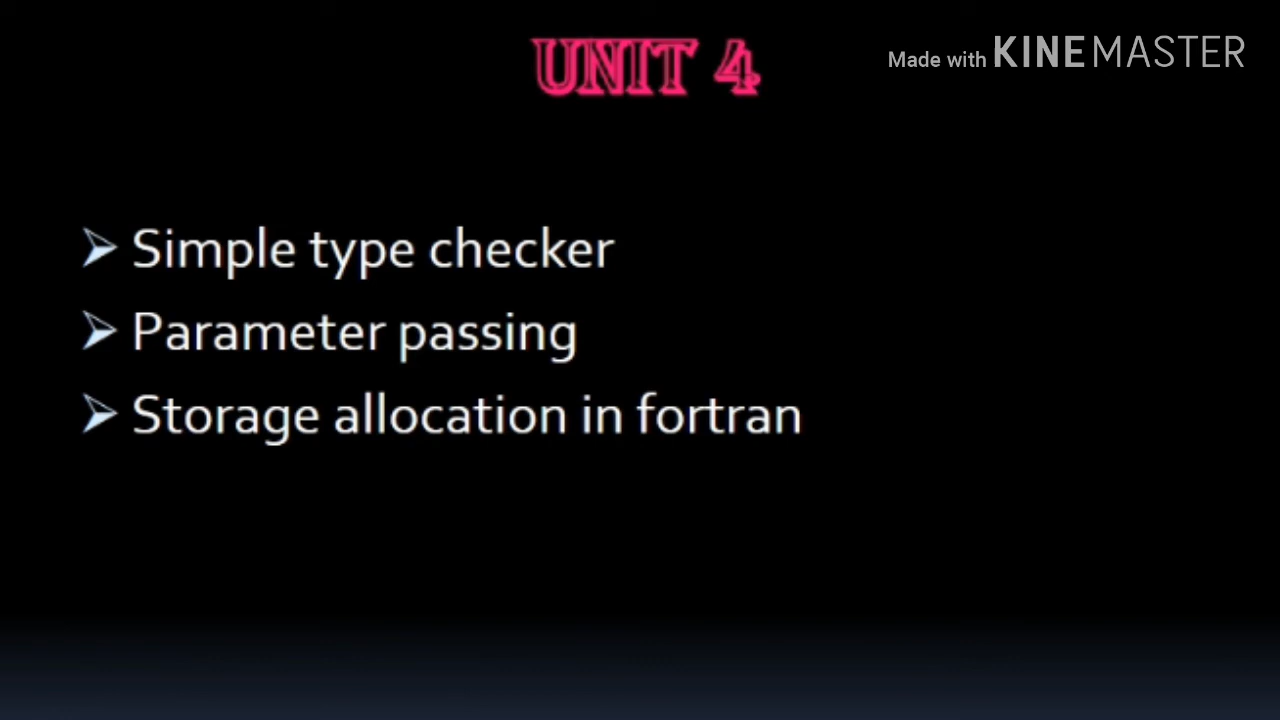 UNIT 4
Made with KINEMASTER
Simple type checker
Parameter passing
Storage allocation in fortran